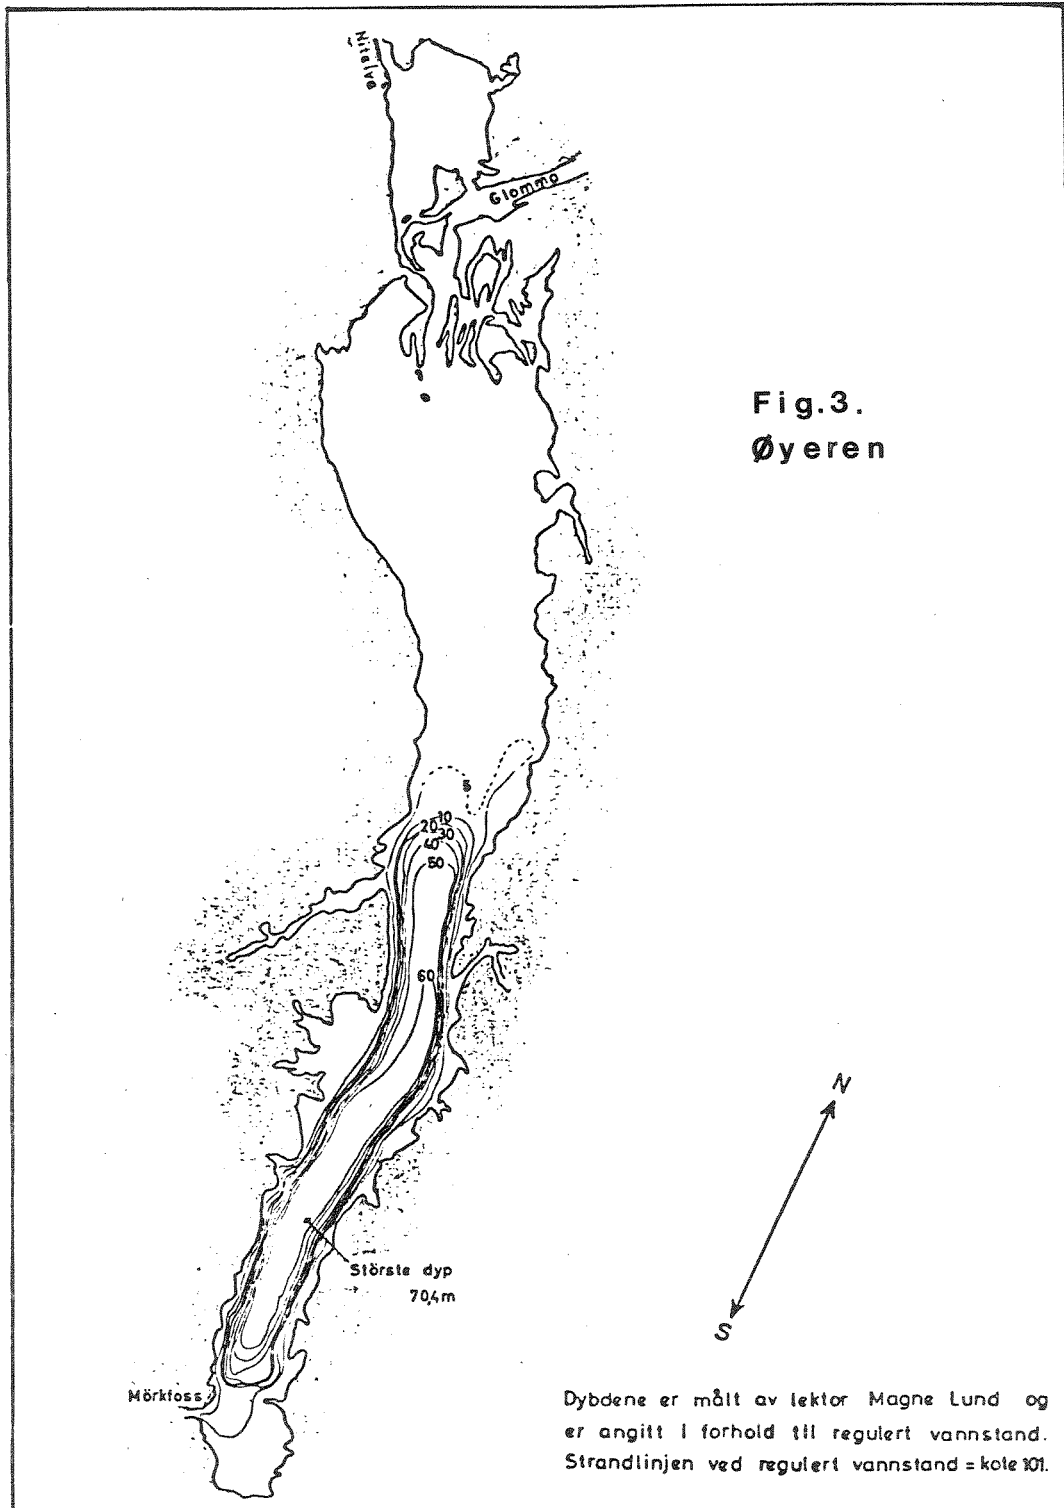 Nitelva
Glomma
Fig.3.
Øyeren
5
10
20
30
40
50
60
Största dyp
70,4m
N
S
Mörkfoss
Dybdene er målt av lektor Magne Lund og
er angitt i forhold til regulert vannstand.
Strandlinjen ved regulert vannstand = kote 101.